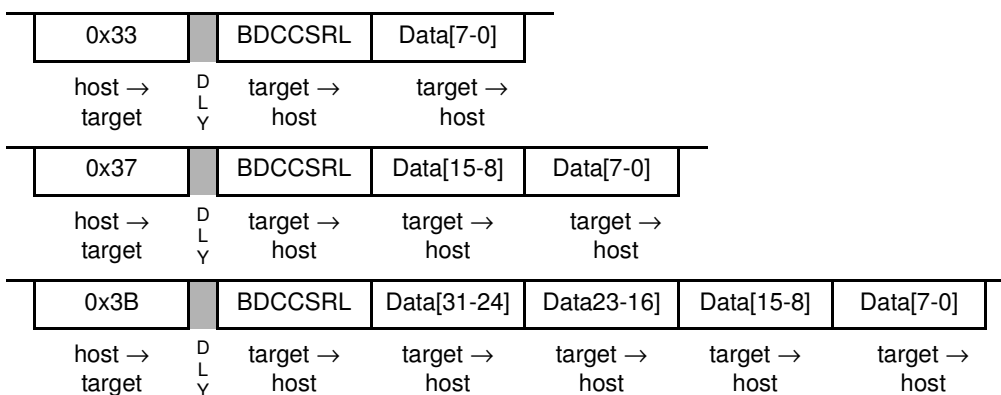 0x33 BDCCSRL Data[7-0]
host → D target → target →
target L host host
Y
0x37 BDCCSRL Data[15-8] Data[7-0]
host → D target → target → target →
target L host host host
Y
0x3B BDCCSRL Data[31-24] Data23-16] Data[15-8] Data[7-0]
host → D target → target → target → target → target →
target L host host host host host
Y